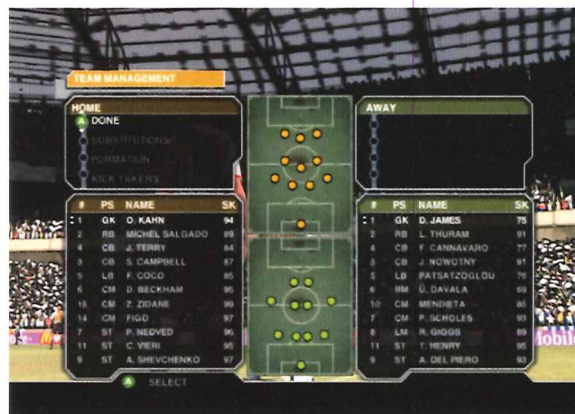 TEAM MANAGEMENT
HOME
A DONE
SUBSTITUTIONS
FORMATION
KICK TAKERS
AWAY
# PS NAME SK
1 GK O. KAHN 94
2 RB MICHEL SALGADO 89
4 CB J. TERRY 84
3 CB S. CAMPBELL 87
5 LB F. COCO 85
6 CM D. BECKHAM 95
15 CM Z. ZIDANE 99
14 CM FIGO 97
7 ST P. NEDVED 96
11 ST C. VIERI 95
9 ST A. SHEVCHENKO 97
# PS NAME SK
1 GK D. JAMES 75
2 RB L. THURAM 91
4 CB F. CANNAVARO 77
3 CB J. NOWOTNY 91
5 LB PATSATZOGLOU 76
6 RM Ü. DAVALA 69
10 CM MENDIETA 85
7 CM P. SCHOLES 93
8 LM R. GIGGS 89
11 ST T. HENRY 95
9 ST A. DEL PIERO 93
A SELECT
Mobile